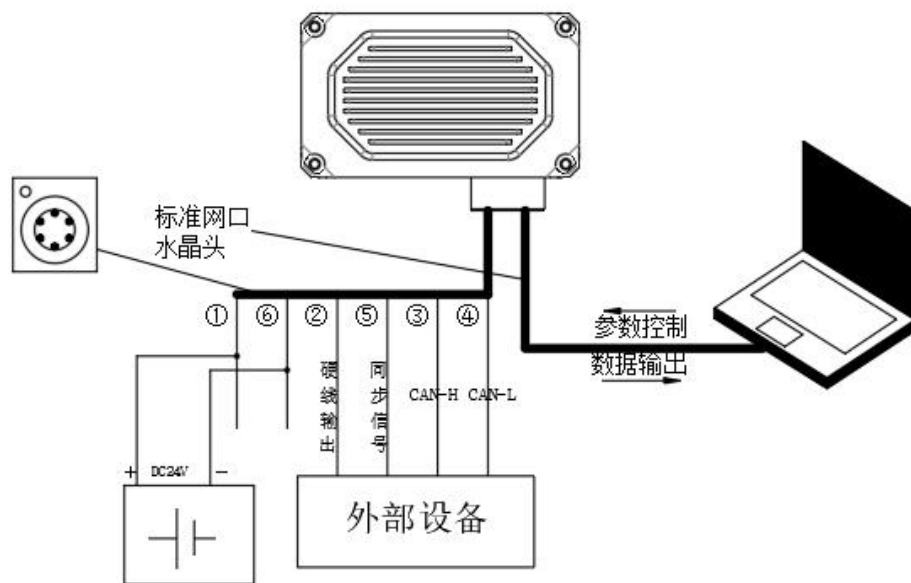 标准网口
水晶头
①
⑥
②
⑤
③
④
参数控制
数据输出
硬线输出
同步信号
CAN-H
CAN-L
+
DC24V
-
外部设备